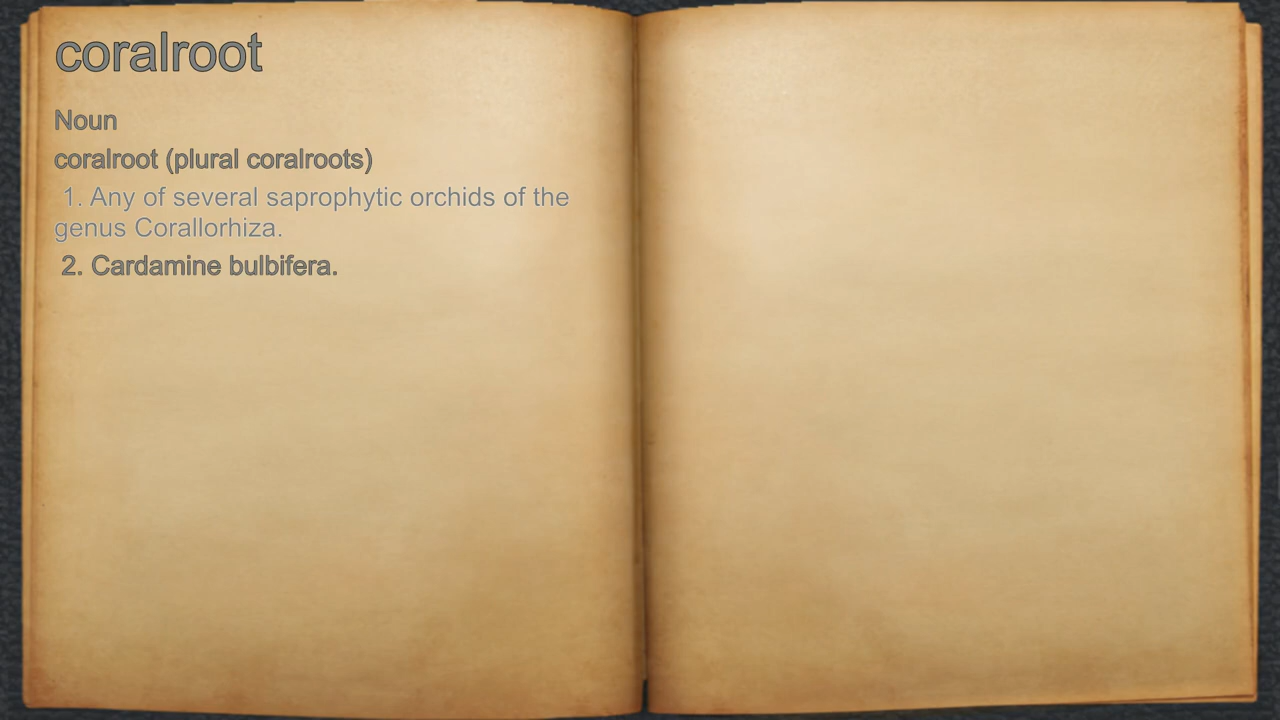 coralroot
Noun
coralroot (plural coralroots)
1. Any of several saprophytic orchids of the
genus Corallorhiza.
2. Cardamine bulbifera.